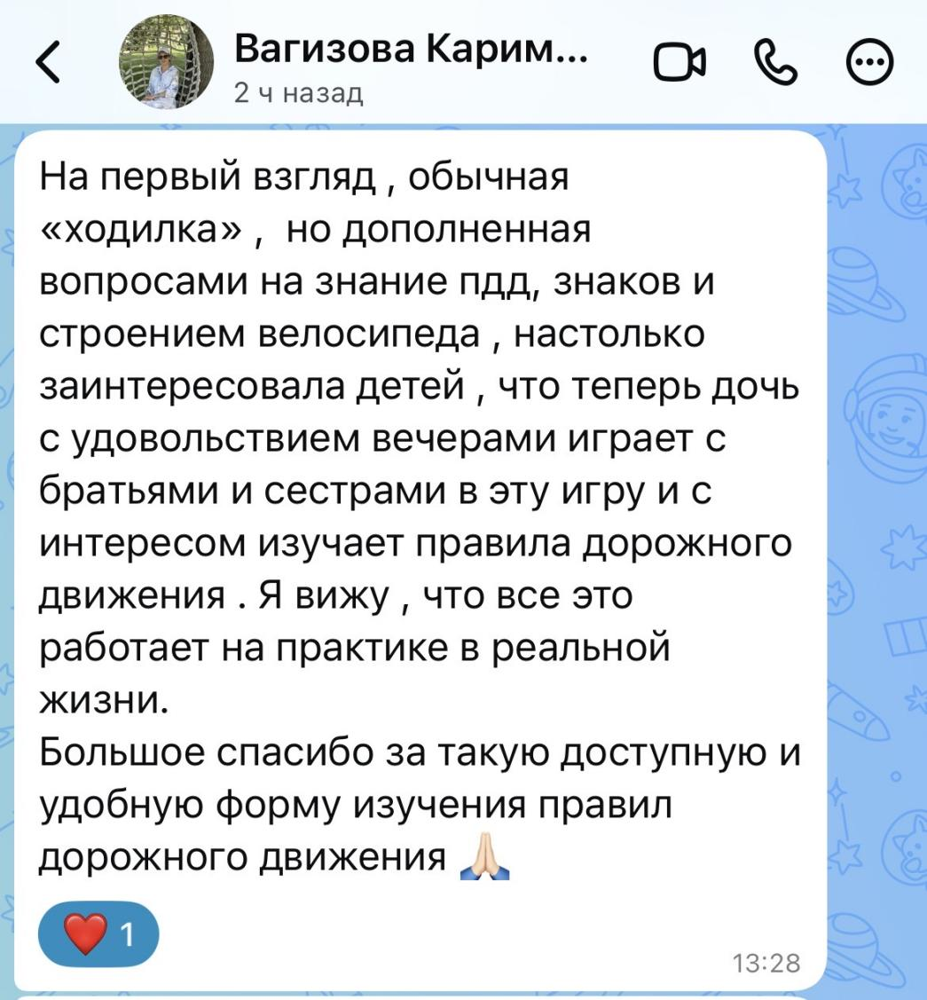 Вагизова Карим...
2 ч назад
На первый взгляд , обычная
«ходилка» ,  но дополненная
вопросами на знание пдд, знаков и
строением велосипеда , настолько
заинтересовала детей , что теперь дочь
с удовольствием вечерами играет с
братьями и сестрами в эту игру и с
интересом изучает правила дорожного
движения . Я вижу , что все это
работает на практике в реальной
жизни.
Большое спасибо за такую доступную и
удобную форму изучения правил
дорожного движения 🙏🏻
❤️ 1
13:28